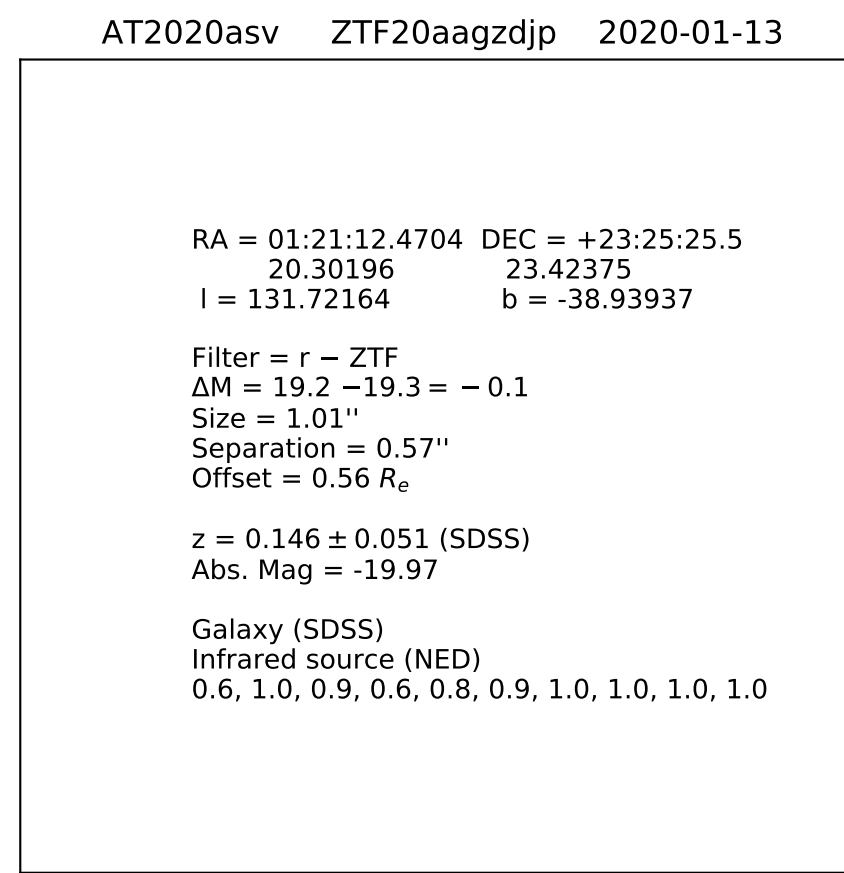 AT2020asv ZTF20aagzdjp 2020-01-13
RA = 01:21:12.4704 DEC = +23:25:25.5
20.30196 23.42375
l = 131.72164 b = -38.93937
Filter = r − ZTF
ΔM = 19.2 −19.3 = − 0.1
Size = 1.01''
Separation = 0.57''
Offset = 0.56 Re
z = 0.146 ± 0.051 (SDSS)
Abs. Mag = -19.97
Galaxy (SDSS)
Infrared source (NED)
0.6, 1.0, 0.9, 0.6, 0.8, 0.9, 1.0, 1.0, 1.0, 1.0